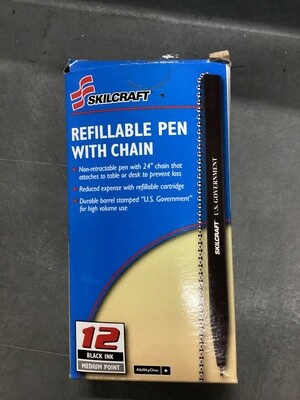 SKILCRAFT
REFILLABLE PEN
WITH CHAIN
• Non-retractable pen with 24" chain that
attaches to table or desk to prevent loss
• Reduced expense with refillable cartridge
• Durable barrel stamped "U.S. Government"
for high volume use
SKILCRAFT U.S. GOVERNMENT
12
BLACK INK
MEDIUM POINT
AbilityOne